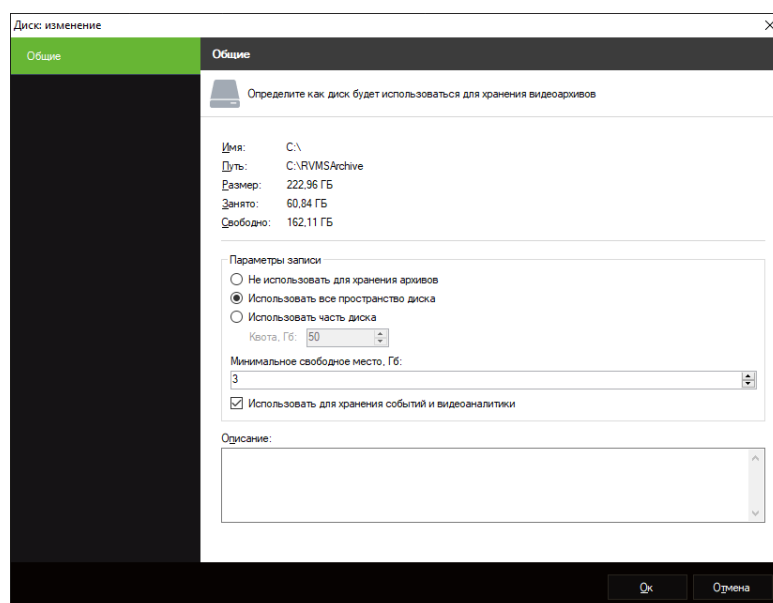 Диск: изменение
Общие
Общие
Определите как диск будет использоваться для хранения видеоархивов
Имя: C:\
Путь: C:\RVMSArchive
Размер: 222,96 ГБ
Занято: 60,84 ГБ
Свободно: 162,11 ГБ
Параметры записи
Не использовать для хранения архивов
Использовать все пространство диска
Использовать часть диска
Квота, Гб: 50
Минимальное свободное место, Гб:
3
Использовать для хранения событий и видеоаналитики
Описание:
Ок Отмена